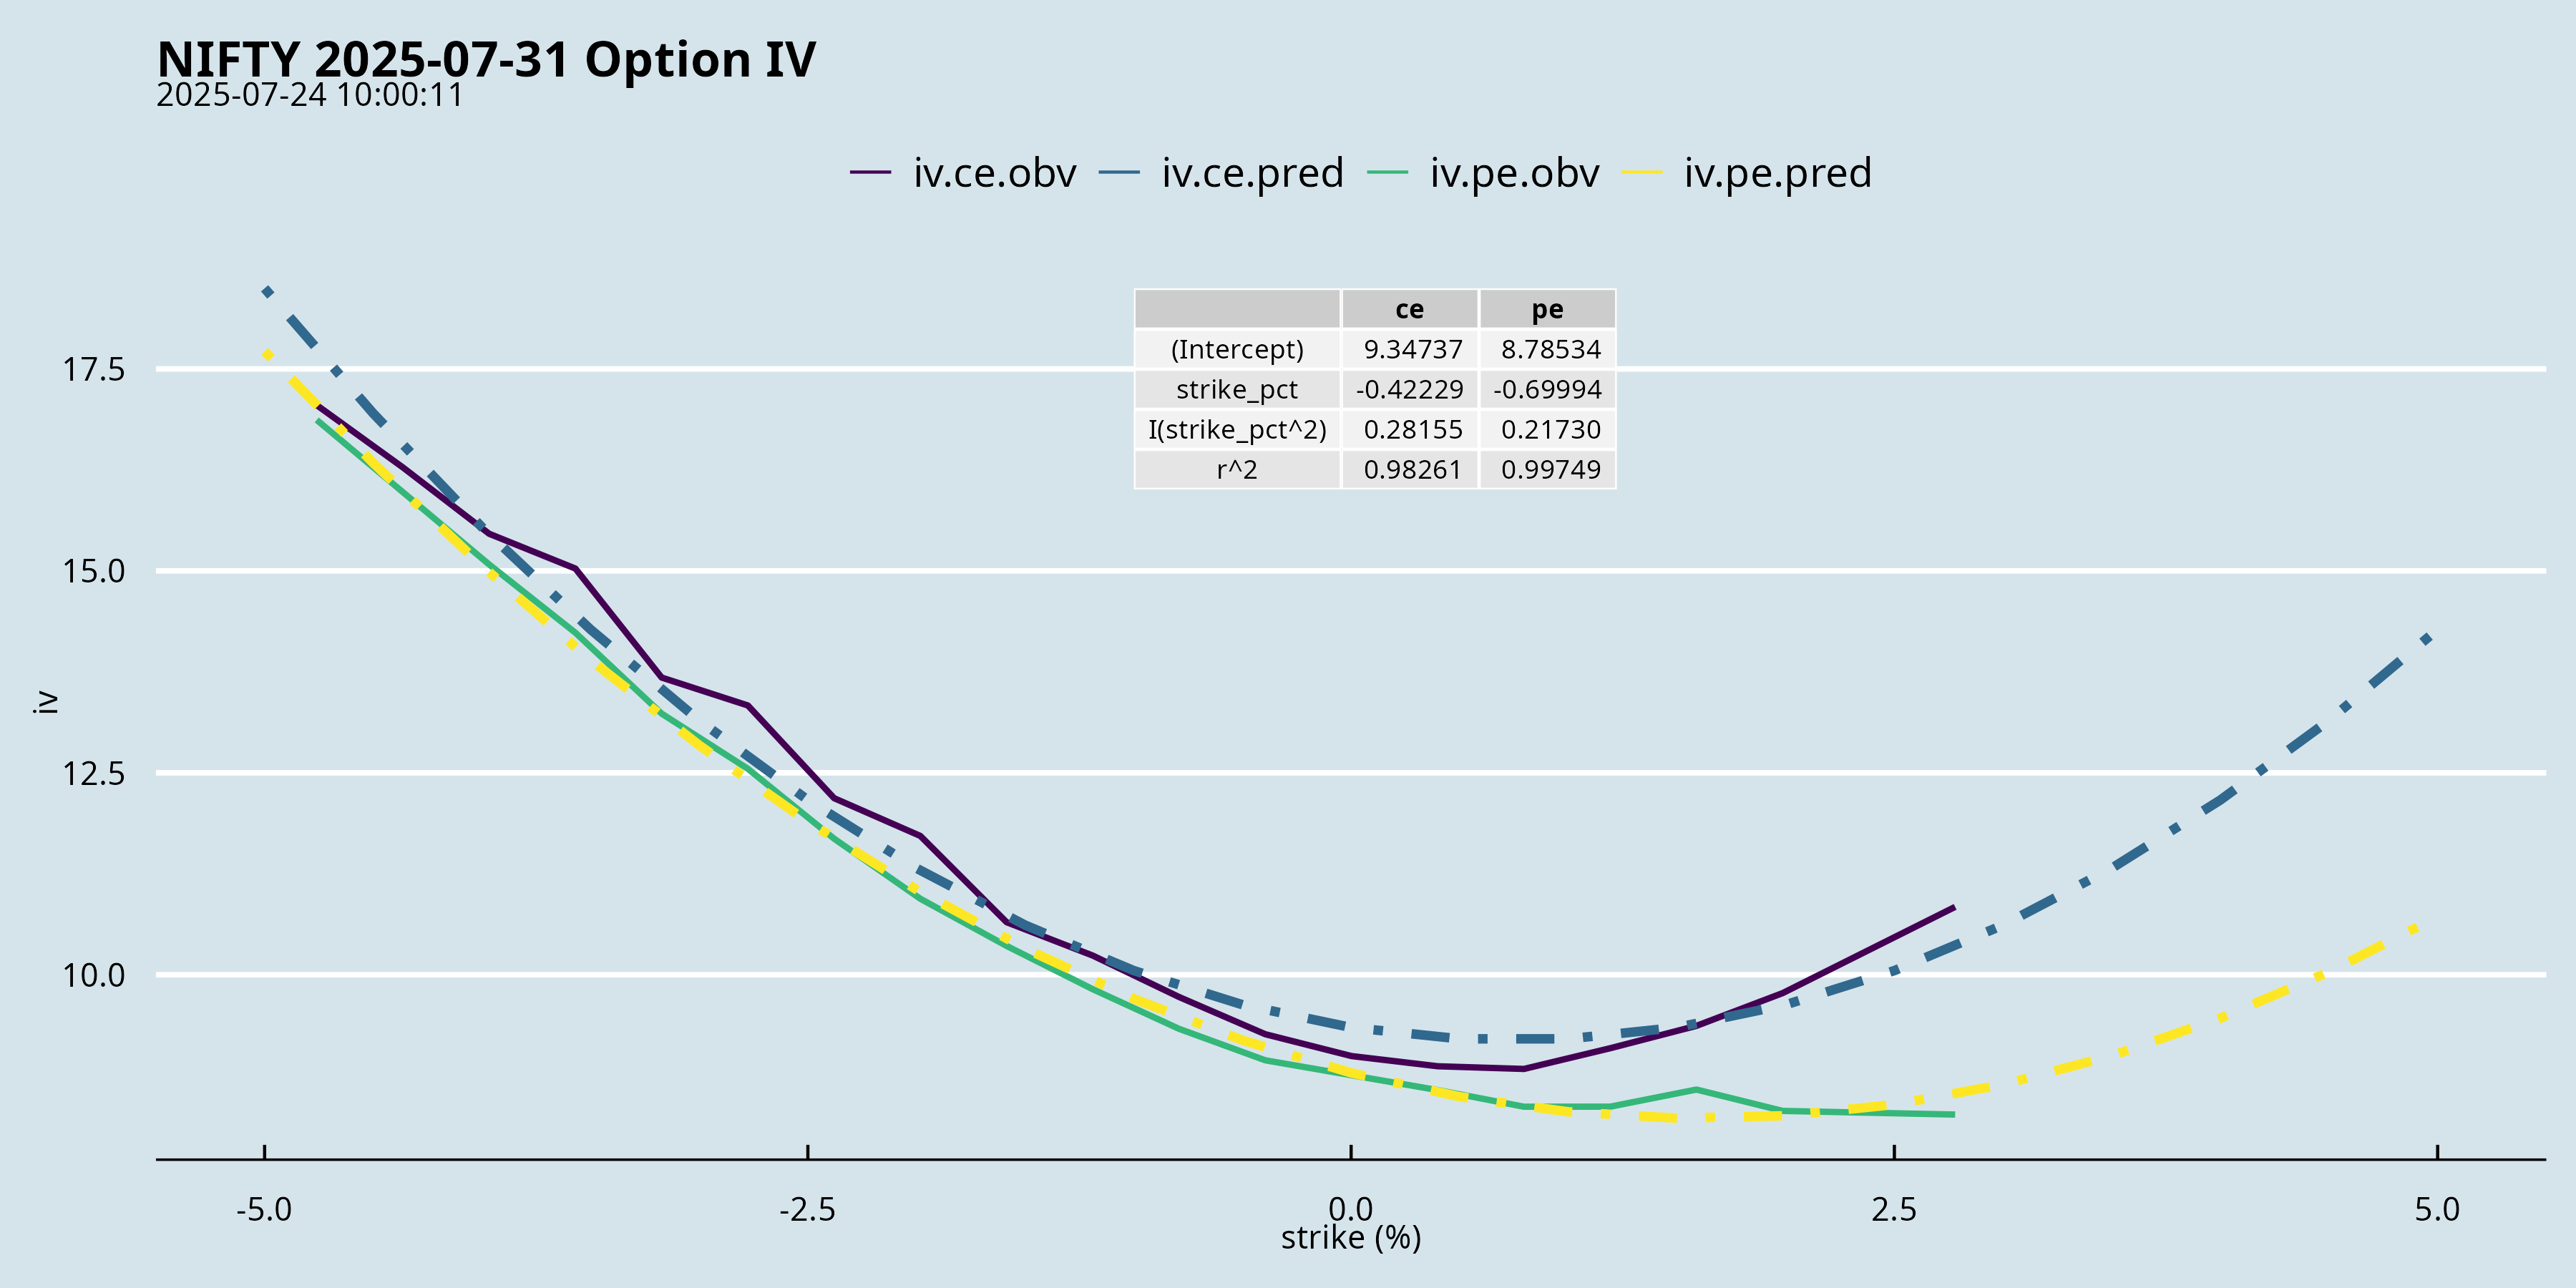 NIFTY 2025-07-31 Option IV
2025-07-24 10:00:11
iv.ce.obv iv.ce.pred iv.pe.obv iv.pe.pred
ce pe
(Intercept) 9.34737 8.78534
strike_pct -0.42229 -0.69994
I(strike_pct^2) 0.28155 0.21730
r^2 0.98261 0.99749
17.5
15.0
12.5
10.0
iv
-5.0 -2.5 0.0 2.5 5.0
strike (%)